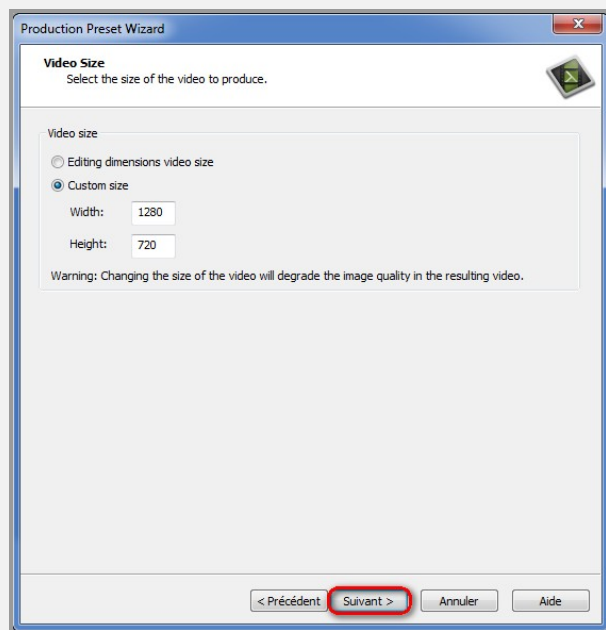 Production Preset Wizard
Video Size
Select the size of the video to produce.
Video size
Editing dimensions video size
Custom size
Width: 1280
Height: 720
Warning: Changing the size of the video will degrade the image quality in the resulting video.
< Précédent Suivant > Annuler Aide